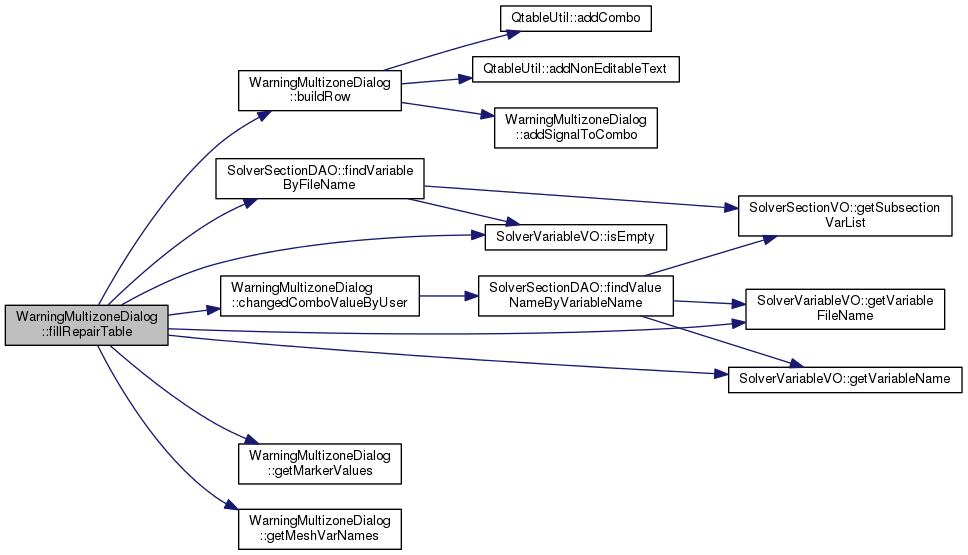 QtableUtil::addCombo
QtableUtil::addNonEditableText
WarningMultizoneDialog
::buildRow
WarningMultizoneDialog
::addSignalToCombo
SolverSectionDAO::findVariable
ByFileName
SolverSectionVO::getSubsection
VarList
SolverVariableVO::isEmpty
WarningMultizoneDialog
::changedComboValueByUser
SolverSectionDAO::findValue
NameByVariableName
SolverVariableVO::getVariable
FileName
WarningMultizoneDialog
::fillRepairTable
SolverVariableVO::getVariableName
WarningMultizoneDialog
::getMarkerValues
WarningMultizoneDialog
::getMeshVarNames